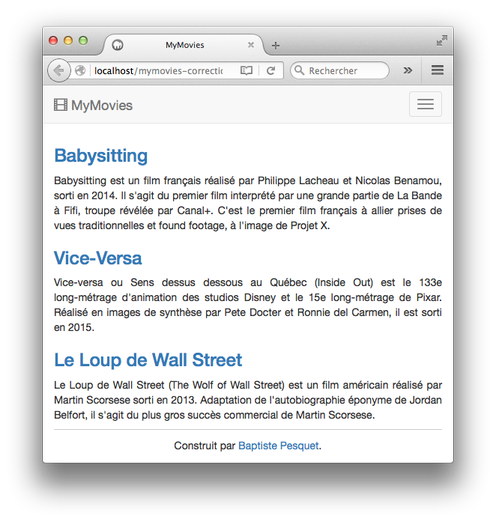 MyMovies
localhost/mymovies-correctic
Rechercher
MyMovies
Babysitting
Babysitting est un film français réalisé par Philippe Lacheau et Nicolas Benamou,
sorti en 2014. Il s'agit du premier film interprété par une grande partie de La Bande
à Fifi, troupe révélée par Canal+. C'est le premier film français à allier prises de
vues traditionnelles et found footage, à l'image de Projet X.
Vice-Versa
Vice-versa ou Sens dessus dessous au Québec (Inside Out) est le 133e
long-métrage d'animation des studios Disney et le 15e long-métrage de Pixar.
Réalisé en images de synthèse par Pete Docter et Ronnie del Carmen, il est sorti
en 2015.
Le Loup de Wall Street
Le Loup de Wall Street (The Wolf of Wall Street) est un film américain réalisé par
Martin Scorsese sorti en 2013. Adaptation de l'autobiographie éponyme de Jordan
Belfort, il s'agit du plus gros succès commercial de Martin Scorsese.
Construit par Baptiste Pesquet.